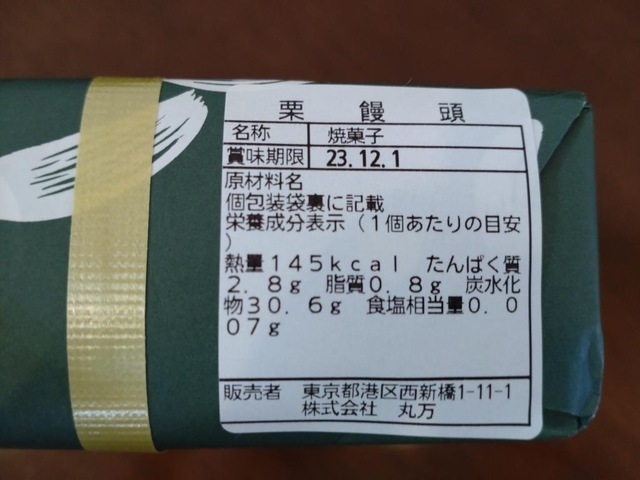 栗饅頭
名称 焼菓子
賞味期限 23.12.1
原材料名
個包装袋裏に記載
栄養成分表示(1個あたりの目安
)
熱量145kcal たんぱく質
2.8g 脂質0.8g 炭水化
物30.6g 食塩相当量0.0
07g
販売者 東京都港区西新橋1-11-1
株式会社 丸万